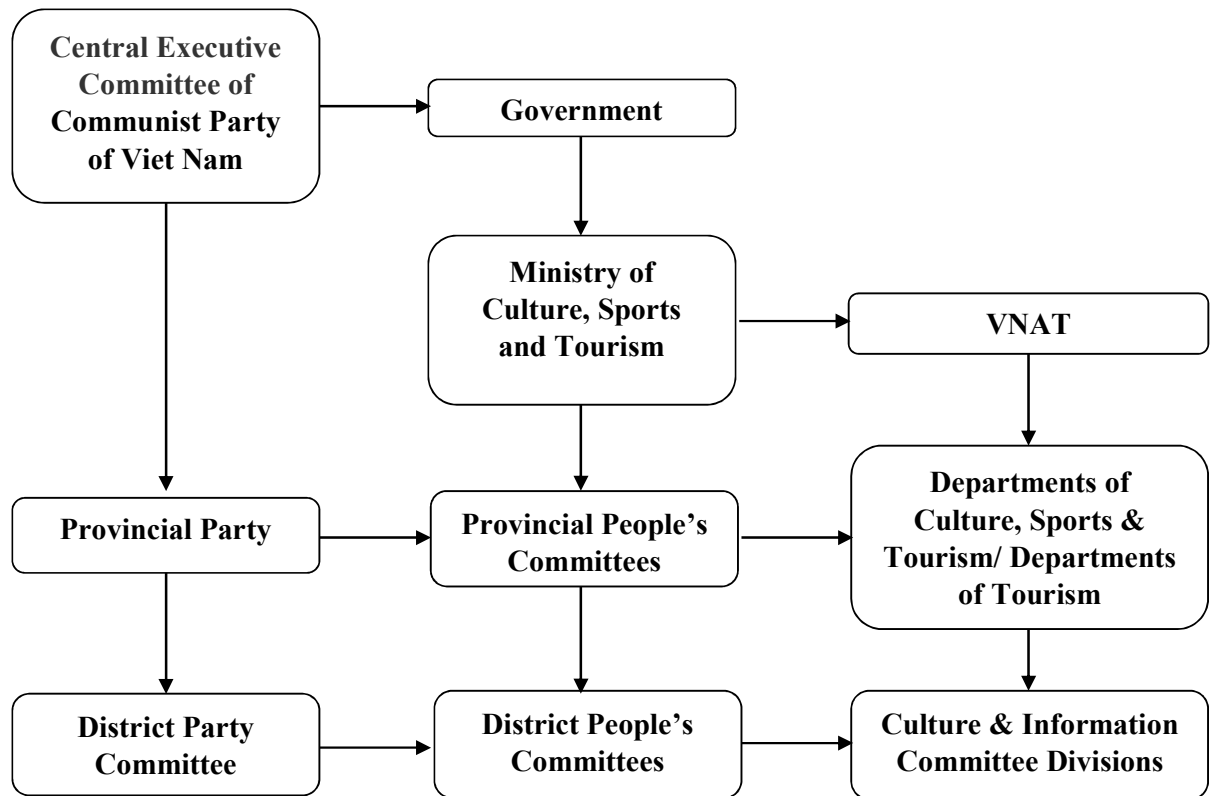 Central Executive
Committee of
Communist Party
of Viet Nam
Government
Ministry of
Culture, Sports
and Tourism
VNAT
Provincial Party
Provincial People’s
Committees
Departments of
Culture, Sports &
Tourism/ Departments
of Tourism
District Party
Committee
District People’s
Committees
Culture & Information
Committee Divisions